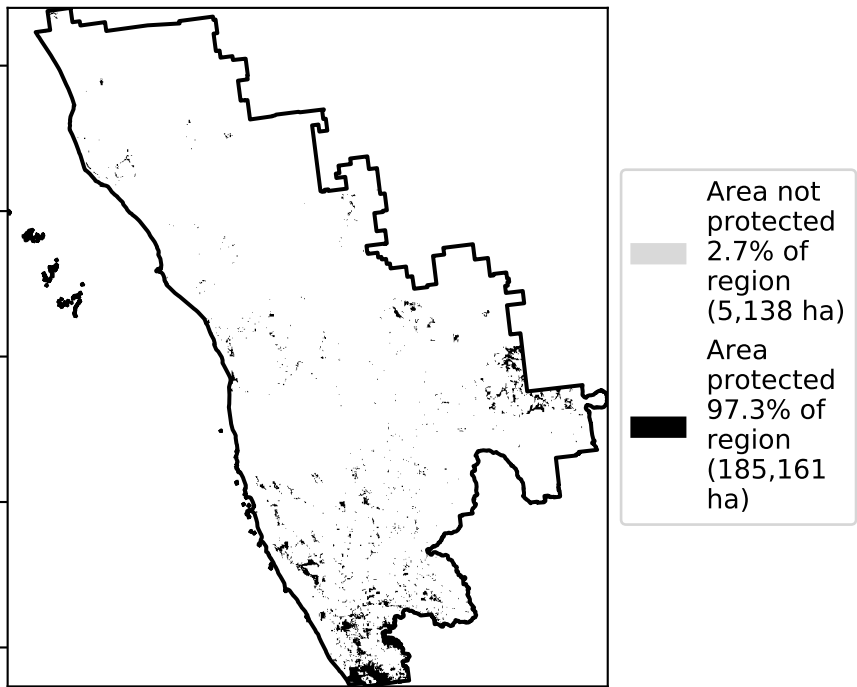 Area not
protected
2.7% of
region
(5,138 ha)
Area
protected
97.3% of
region
(185,161
ha)